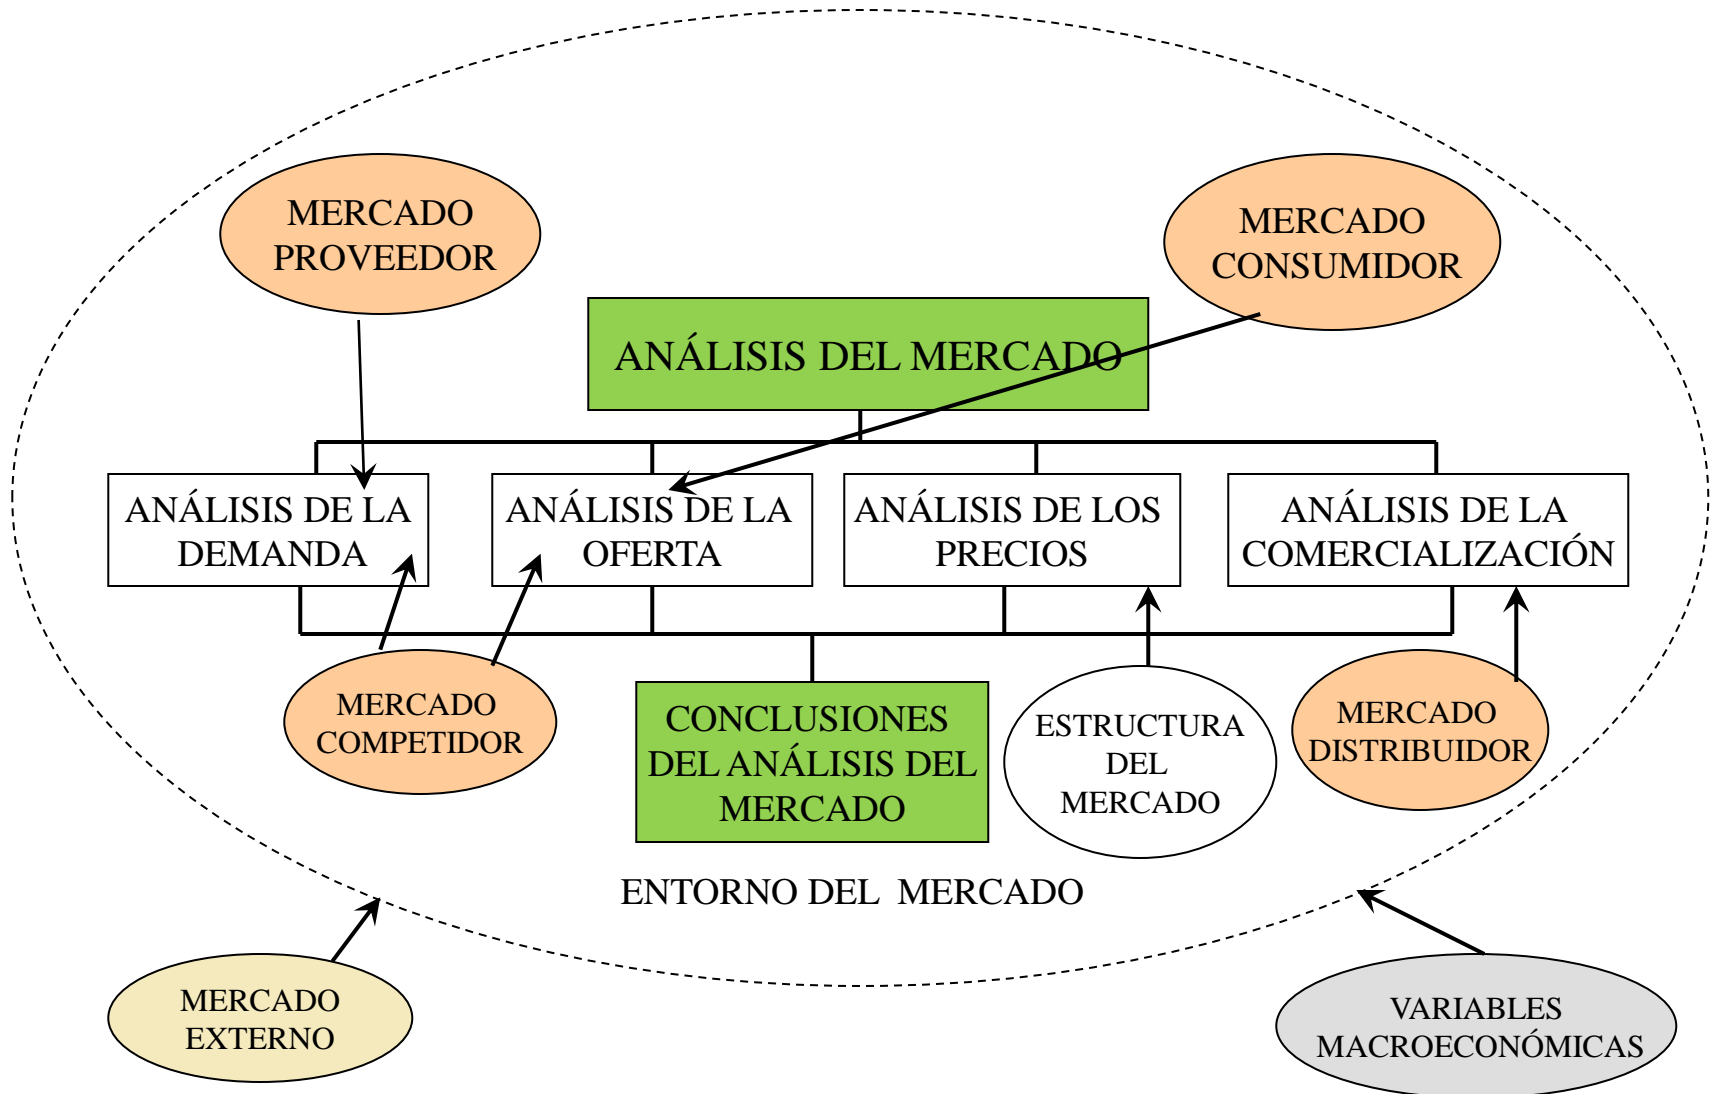 MERCADO
PROVEEDOR
MERCADO
CONSUMIDOR
ANÁLISIS DEL MERCADO
ANÁLISIS DE LA
DEMANDA
ANÁLISIS DE LA
OFERTA
ANÁLISIS DE LOS
PRECIOS
ANÁLISIS DE LA
COMERCIALIZACIÓN
MERCADO
COMPETIDOR
CONCLUSIONES
DEL ANÁLISIS DEL
MERCADO
ESTRUCTURA
DEL
MERCADO
MERCADO
DISTRIBUIDOR
ENTORNO DEL MERCADO
MERCADO
EXTERNO
VARIABLES
MACROECONÓMICAS